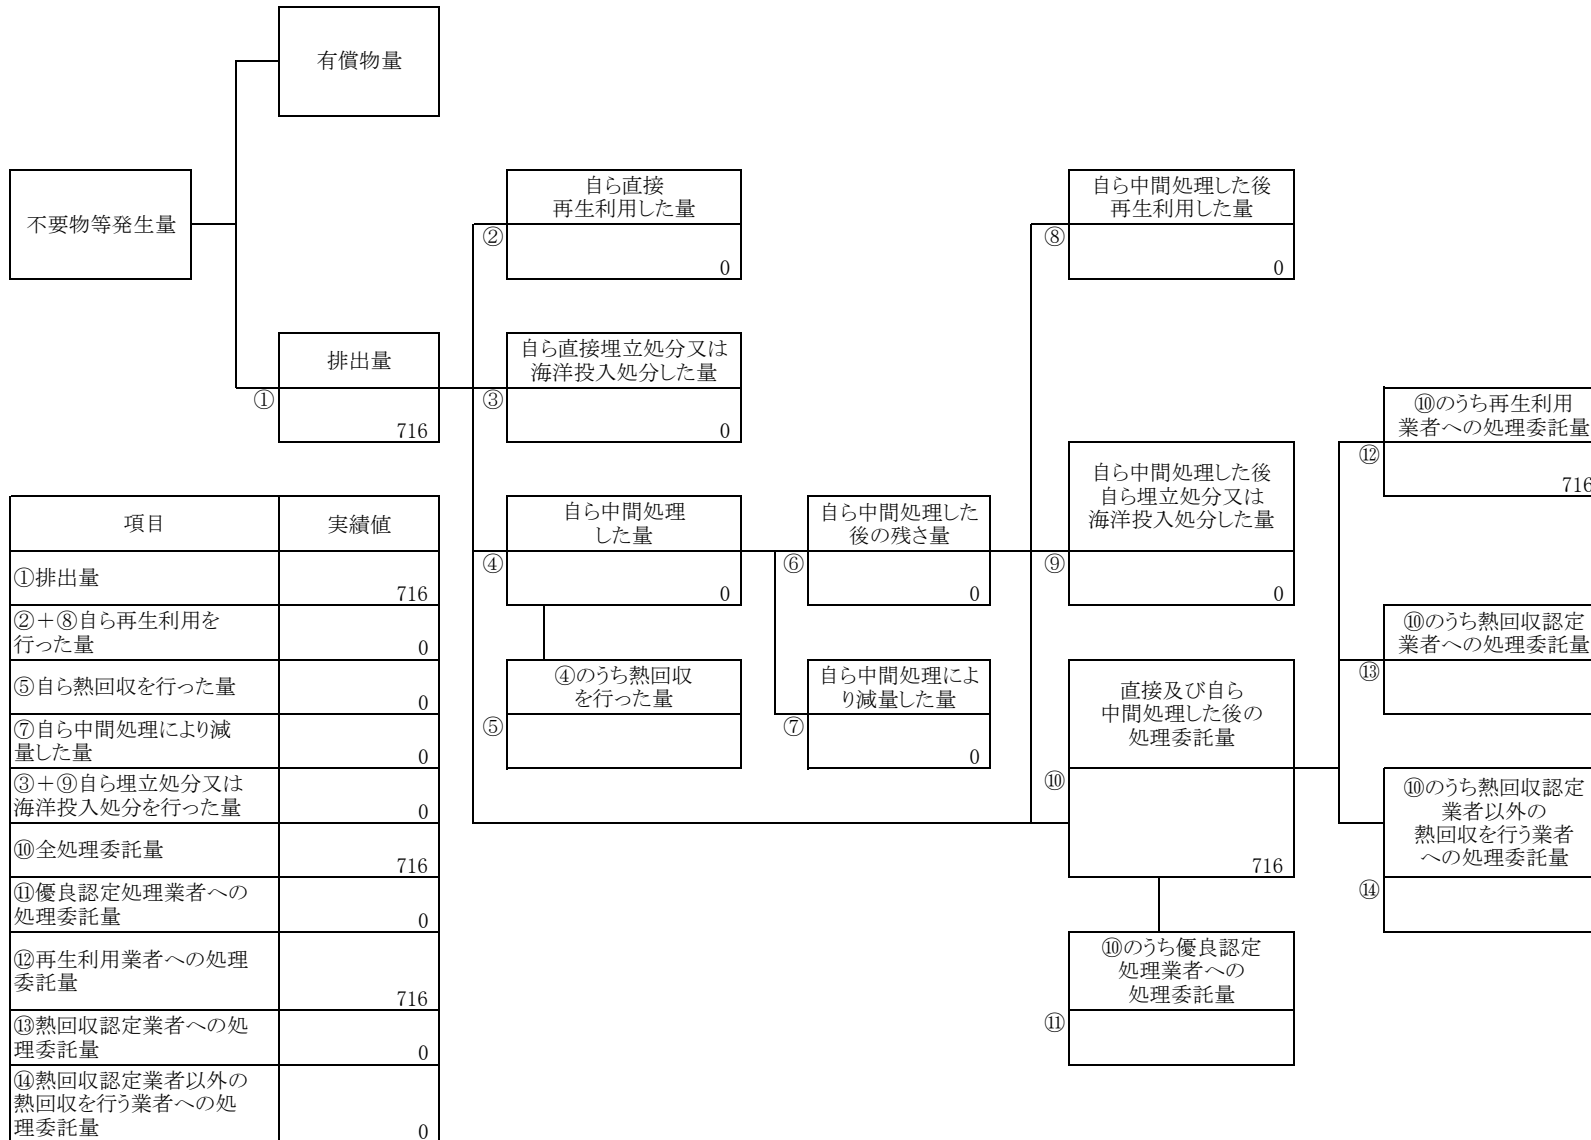 有償物量
不要物等発生量
自ら直接
再生利用した量
②
0
自ら中間処理した後
再生利用した量
⑧
0
排出量
①
716
自ら直接埋立処分又は
海洋投入処分した量
③
0
⑩のうち再生利用
業者への処理委託量
⑫
716
自ら中間処理
した量
④
0
自ら中間処理した
後の残さ量
⑥
0
自ら中間処理した後
自ら埋立処分又は
海洋投入処分した量
⑨
0
④のうち熱回収
を行った量
⑤
自ら中間処理によ
り減量した量
⑦
0
直接及び自ら
中間処理した後の
処理委託量
⑩
716
⑩のうち熱回収認定
業者への処理委託量
⑬
⑩のうち熱回収認定
業者以外の
熱回収を行う業者
への処理委託量
⑭
⑩のうち優良認定
処理業者への
処理委託量
⑪
項目 実績値
①排出量
716
②+⑧自ら再生利用を
行った量 0
⑤自ら熱回収を行った量
0
⑦自ら中間処理により減
量した量 0
③+⑨自ら埋立処分又は
海洋投入処分を行った量 0
⑩全処理委託量
716
⑪優良認定処理業者への
処理委託量 0
⑫再生利用業者への処理
委託量
716
⑬熱回収認定業者への処
理委託量 0
⑭熱回収認定業者以外の
熱回収を行う業者への処
理委託量 0